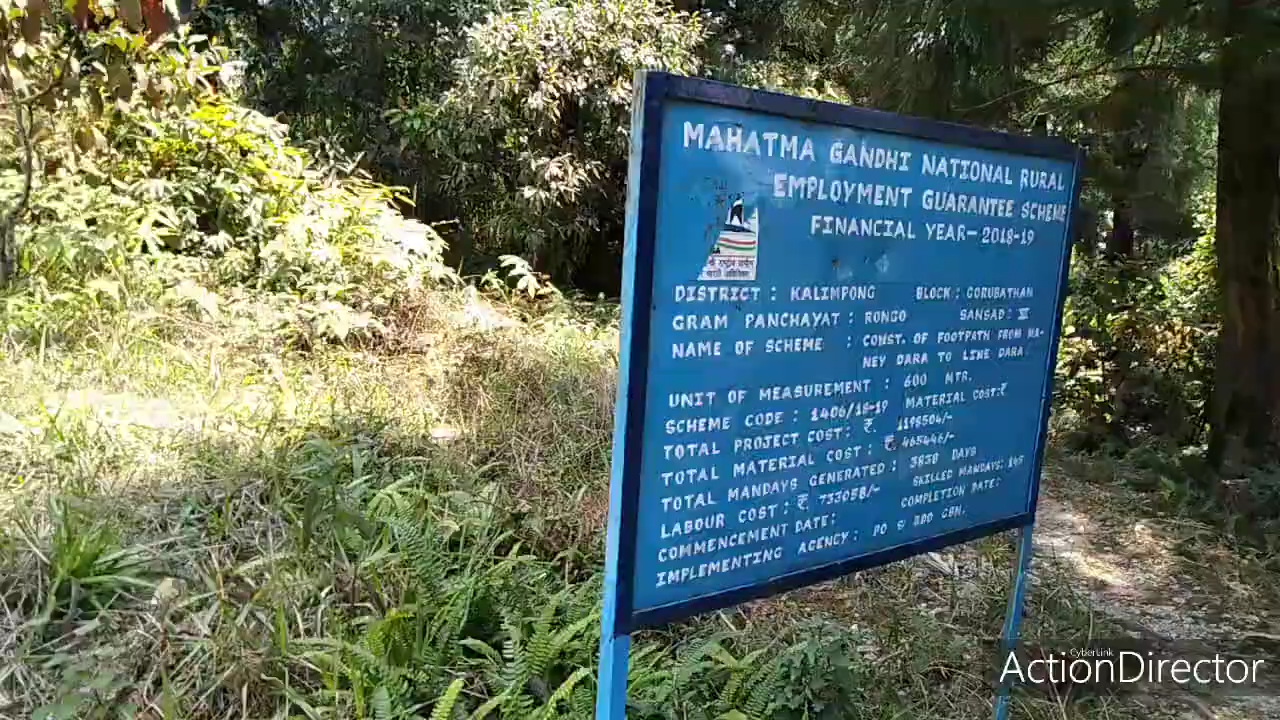 MAHATMA GANDHI NATIONAL RURAL
EMPLOYMENT GUARANTEE SCHEME
FINANCIAL YEAR- 2018-19
DISTRICT : KALIMPONG BLOCK : GORUBATHAN
GRAM PANCHAYAT : RONGO SANSAD : VI
NAME OF SCHEME : CONST. OF FOOTPATH FROM MA-
NEY DARA TO LINE DARA
UNIT OF MEASUREMENT : 600 MTR.
SCHEME CODE : 1406/18-19 MATERIAL COST:₹
TOTAL PROJECT COST: ₹. 1198504/-
TOTAL MATERIAL COST: ₹. 465446/-
TOTAL MANDAYS GENERATED : 3838 DAYS
LABOUR COST : ₹ 733058/- SKILLED MANDAYS:
COMMENCEMENT DATE: COMPLETION DATE:
IMPLEMENTING AGENCY : PO & BDO GBN.
CyberLink
ActionDirector